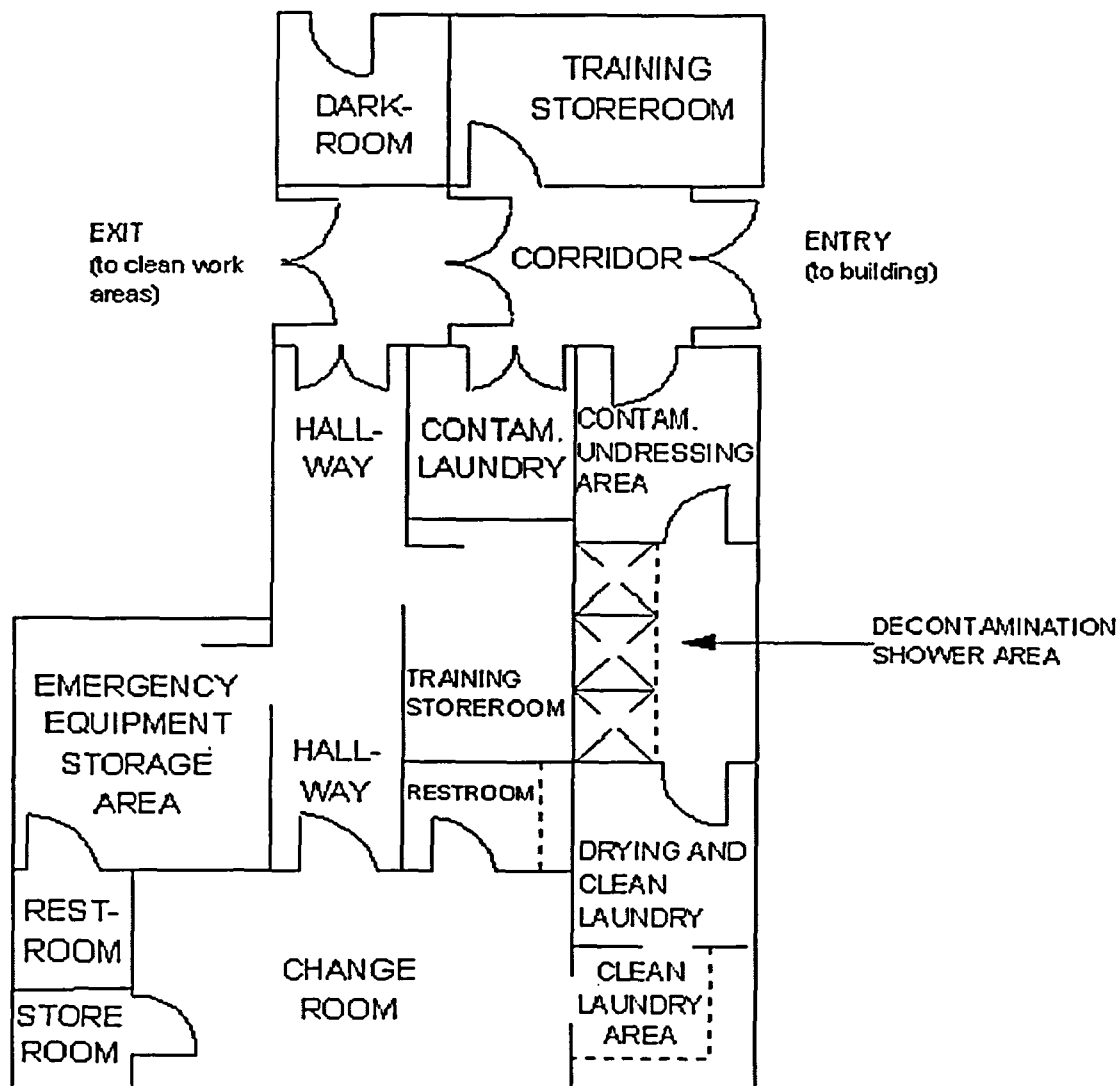 TRAINING
STOREROOM
DARK-
ROOM
EXIT
(to clean work
areas)
CORRIDOR
ENTRY
(to building)
HALL-
WAY
CONTAM.
LAUNDRY
CONTAM.
UNDRESSING
AREA
DECONTAMINATION
SHOWER AREA
EMERGENCY
EQUIPMENT
STORAGE
AREA
TRAINING
STOREROOM
HALL-
WAY
RESTROOM
DRYING AND
CLEAN
LAUNDRY
REST-
ROOM
CHANGE
ROOM
CLEAN
LAUNDRY
AREA
STORE
ROOM